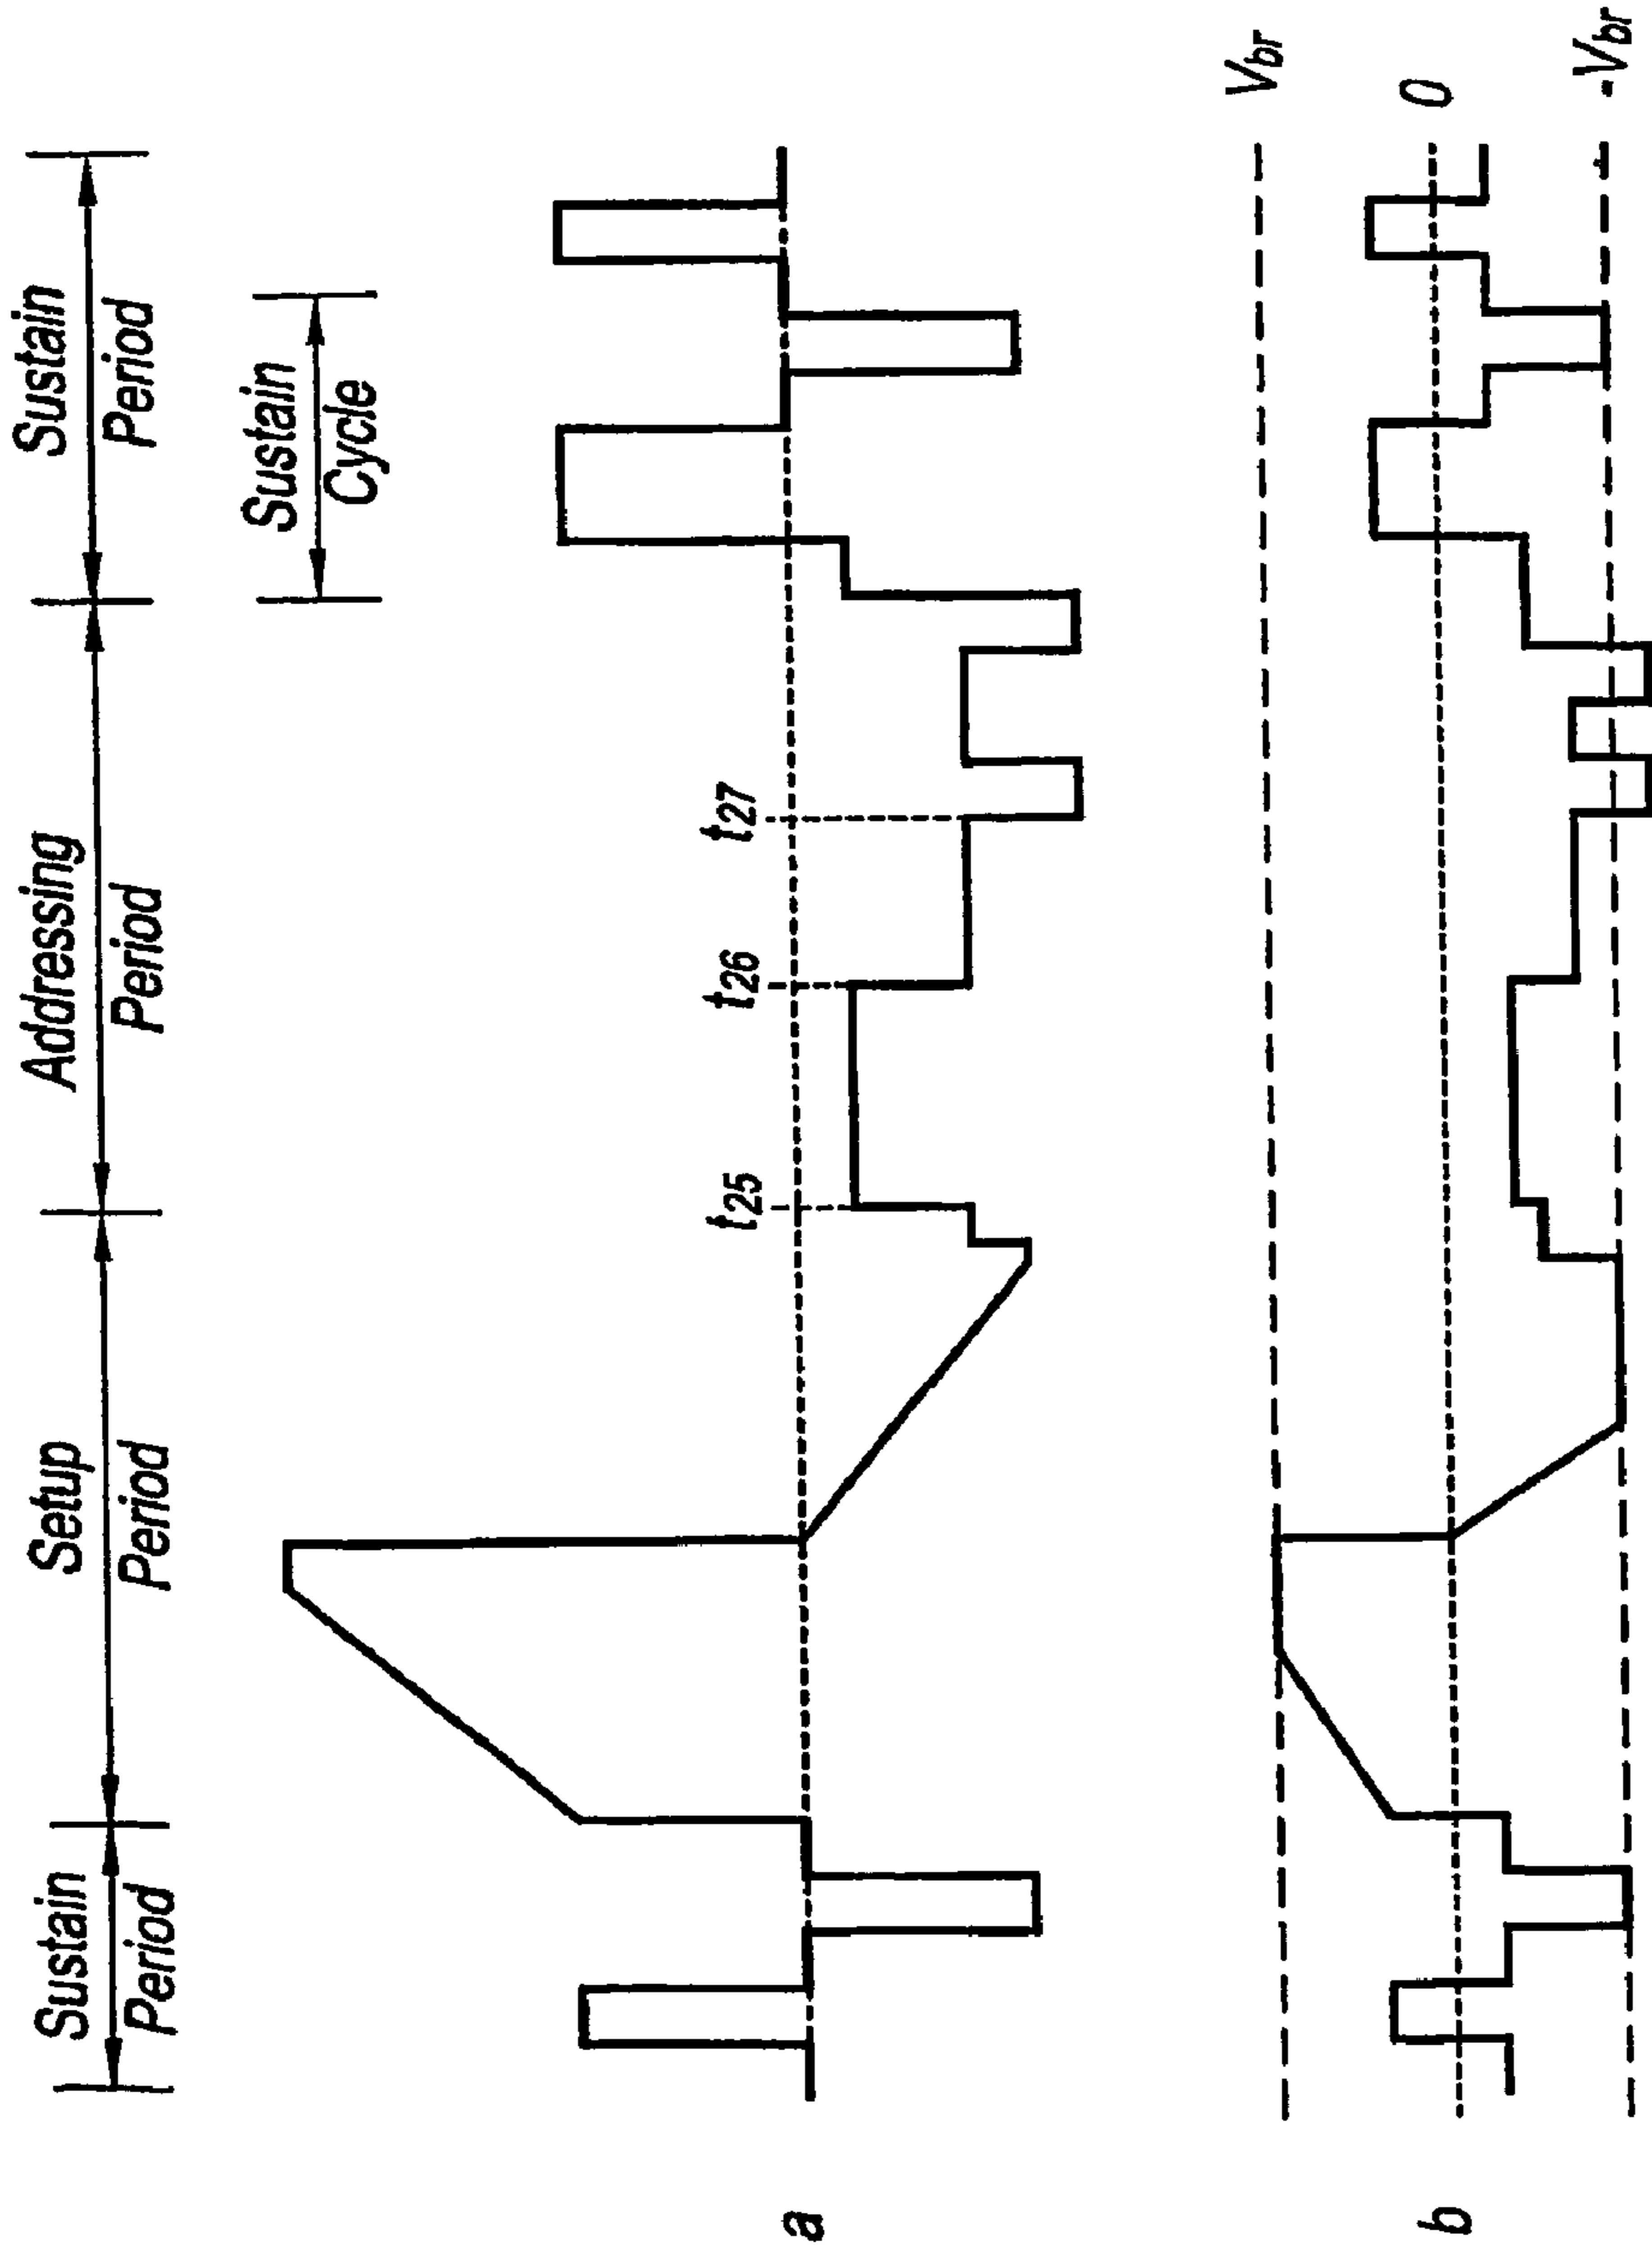 Sustain
Period
Setup
Period
Addressing
Period
Sustain
Period
Sustain
Cycle
a
t25
t26
t27
b
Vbr
0
-Vbr